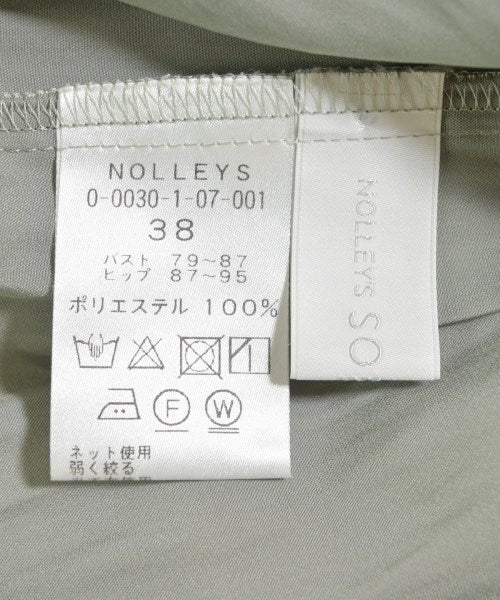 NOLLEYS
0-0030-1-07-001
38
バスト 79〜87
ヒップ 87〜95
ポリエステル 100%
F W
ネット使用
弱く絞る
NOLLEY'S SO